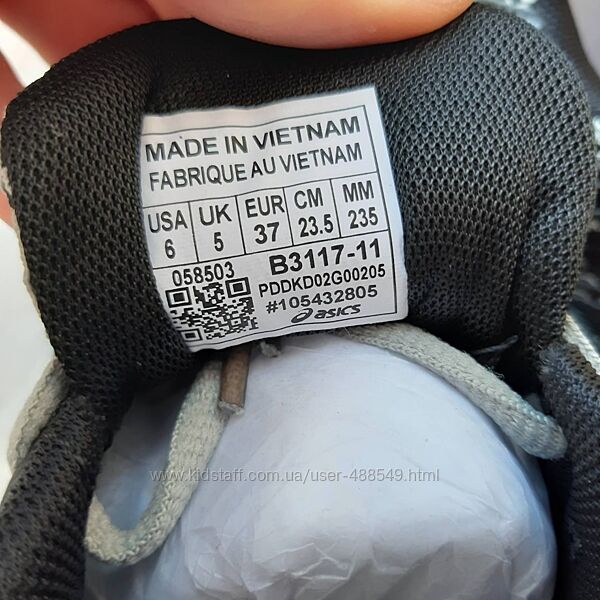 MADE IN VIETNAM
FABRIQUE AU VIETNAM
USA UK EUR CM MM
6 5 37 23.5 235
058503 B3117-11
PDDKD02G00205
#105432805
asics
www.kidstaff.com.ua/user-488549.html